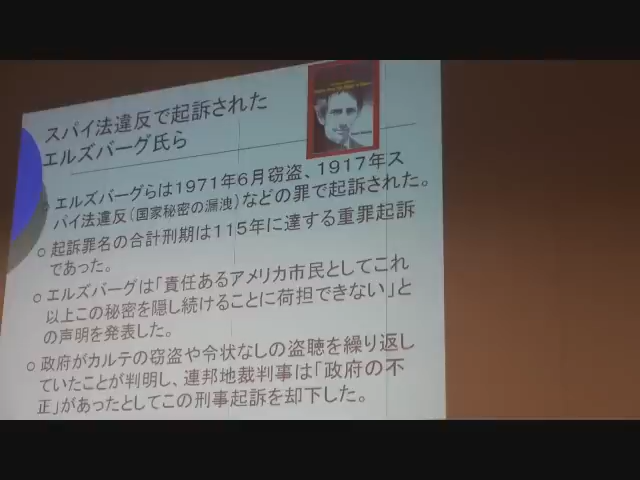 スパイ法違反で起訴された
エルズバーグ氏ら
エルズバーグらは1971年6月窃盗、1917年ス
パイ法違反(国家秘密の漏洩)などの罪で起訴された。
○ 起訴罪名の合計刑期は115年に達する重罪起訴
であった。
○ エルズバーグは「責任あるアメリカ市民としてこれ
以上この秘密を隠し続けることに荷担できない」と
の声明を発表した。
○ 政府がカルテの窃盗や令状なしの盗聴を繰り返し
ていたことが判明し、連邦地裁判事は「政府の不
正」があったとしてこの刑事起訴を却下した。